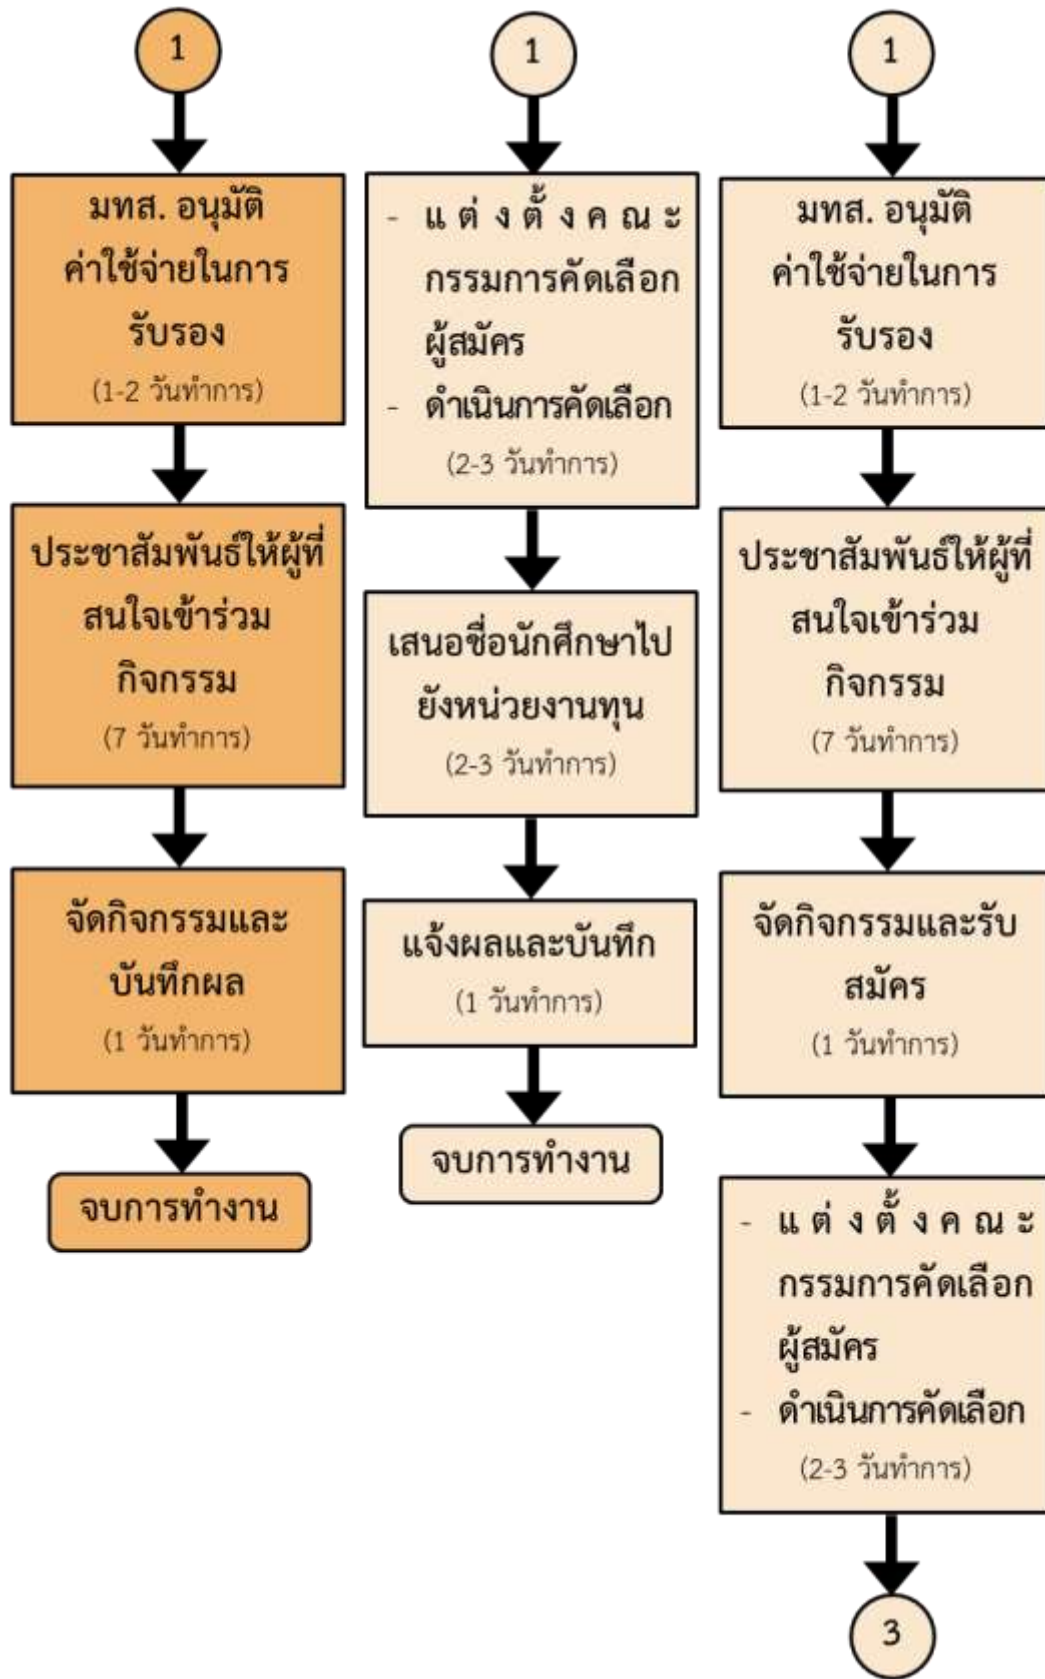 1
มทส. อนุมัติ
ค่าใช้จ่ายในการ
รับรอง
(1-2 วันทำการ)
ประชาสัมพันธ์ให้ผู้ที่
สนใจเข้าร่วม
กิจกรรม
(7 วันทำการ)
จัดกิจกรรมและ
บันทึกผล
(1 วันทำการ)
จบการทำงาน
1
- แต่งตั้งคณะ
กรรมการคัดเลือก
ผู้สมัคร
- ดำเนินการคัดเลือก
(2-3 วันทำการ)
เสนอชื่อนักศึกษาไป
ยังหน่วยงานทุน
(2-3 วันทำการ)
แจ้งผลและบันทึก
(1 วันทำการ)
จบการทำงาน
1
มทส. อนุมัติ
ค่าใช้จ่ายในการ
รับรอง
(1-2 วันทำการ)
ประชาสัมพันธ์ให้ผู้ที่
สนใจเข้าร่วม
กิจกรรม
(7 วันทำการ)
จัดกิจกรรมและรับ
สมัคร
(1 วันทำการ)
- แต่งตั้งคณะ
กรรมการคัดเลือก
ผู้สมัคร
- ดำเนินการคัดเลือก
(2-3 วันทำการ)
3